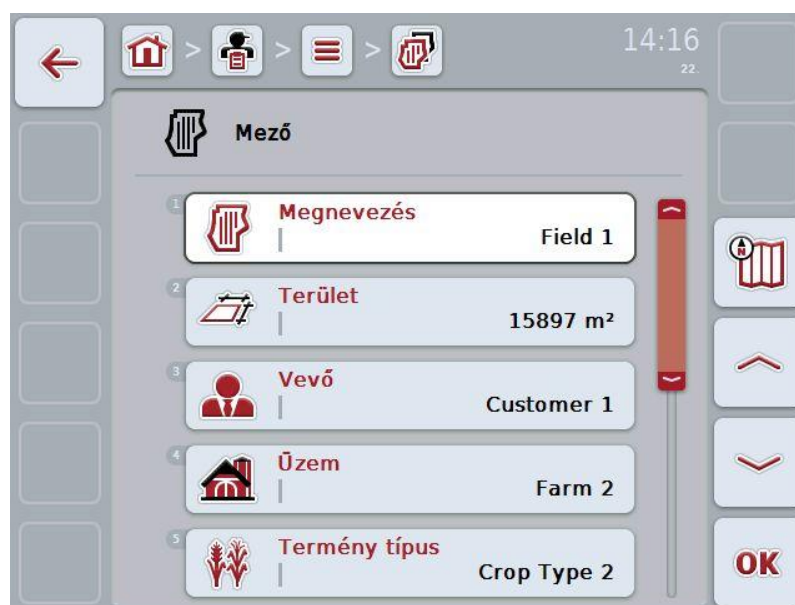 14:16
22.
Mező
1
Megnevezés
Field 1
2
Terület
15897 m²
3
Vevő
Customer 1
4
Űzem
Farm 2
5
Termény típus
Crop Type 2
N
OK